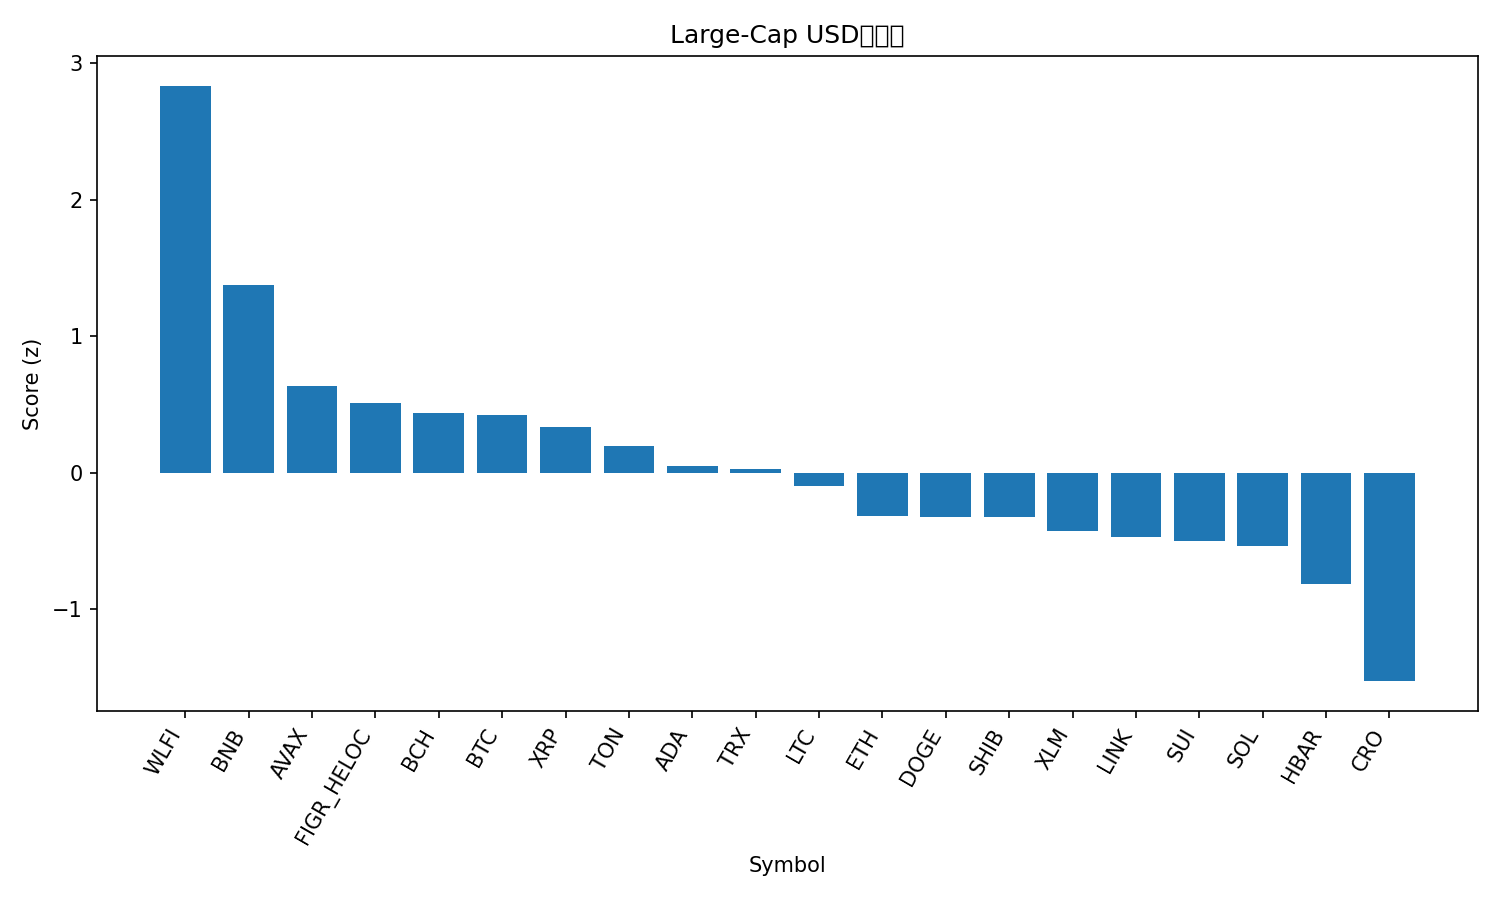 Large-Cap USD
3
2
1
0
−1
Score (z)
WLFI
BNB
AVAX
FIGR_HELOC
BCH
BTC
XRP
TON
ADA
TRX
LTC
ETH
DOGE
SHIB
XLM
LINK
SUI
SOL
HBAR
CRO
Symbol